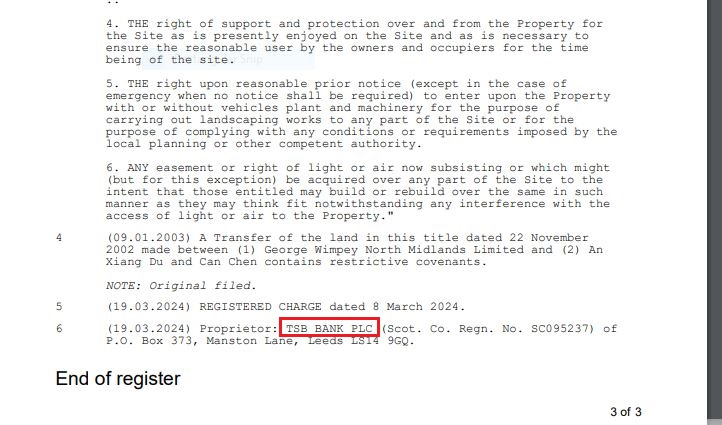 4. THE right of support and protection over and from the Property for
the Site as is presently enjoyed on the Site and as is necessary to
ensure the reasonable user by the owners and occupiers for the time
being of the site.
5. THE right upon reasonable prior notice (except in the case of
emergency when no notice shall be required) to enter upon the Property
with or without vehicles plant and machinery for the purpose of
carrying out landscaping works to any part of the Site or for the
purpose of complying with any conditions or requirements imposed by the
local planning or other competent authority.
6. ANY easement or right of light or air now subsisting or which might
(but for this exception) be acquired over any part of the Site to the
intent that those entitled may build or rebuild over the same in such
manner as they may think fit notwithstanding any interference with the
access of light or air to the Property."
4 (09.01.2003) A Transfer of the land in this title dated 22 November
2002 made between (1) George Wimpey North Midlands Limited and (2) An
Xiang Du and Can Chen contains restrictive covenants.
NOTE: Original filed.
5 (19.03.2024) REGISTERED CHARGE dated 8 March 2024.
6 (19.03.2024) Proprietor: TSB BANK PLC (Scot. Co. Regn. No. SC095237) of
P.O. Box 373, Manston Lane, Leeds LS14 9GQ.
End of register
3 of 3